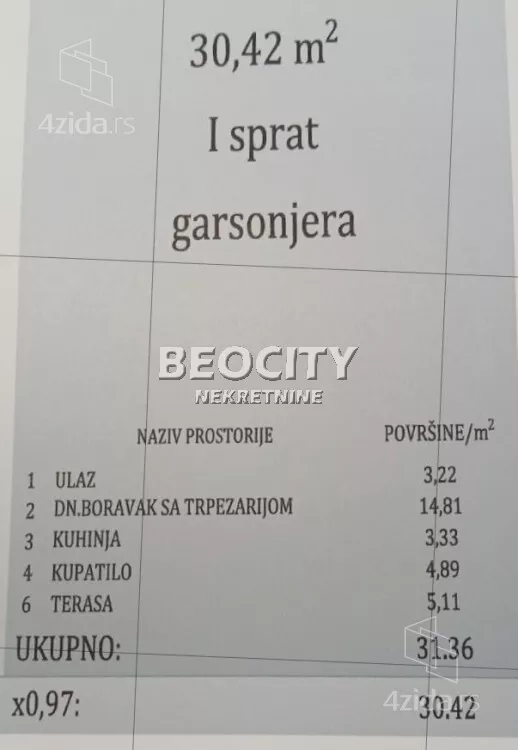 30,42 m²
4zida.rs
I sprat
garsonjera
BEOCITY
NEKRETNINE
NAZIV PROSTORIJE POVRŠINE/m²
1 ULAZ 3,22
2 DN.BORAVAK SA TRPEZARIJOM 14,81
3 KUHINJA 3,33
4 KUPATILO 4,89
6 TERASA 5,11
UKUPNO: 31.36
x0,97: 30.42
4zida.rs